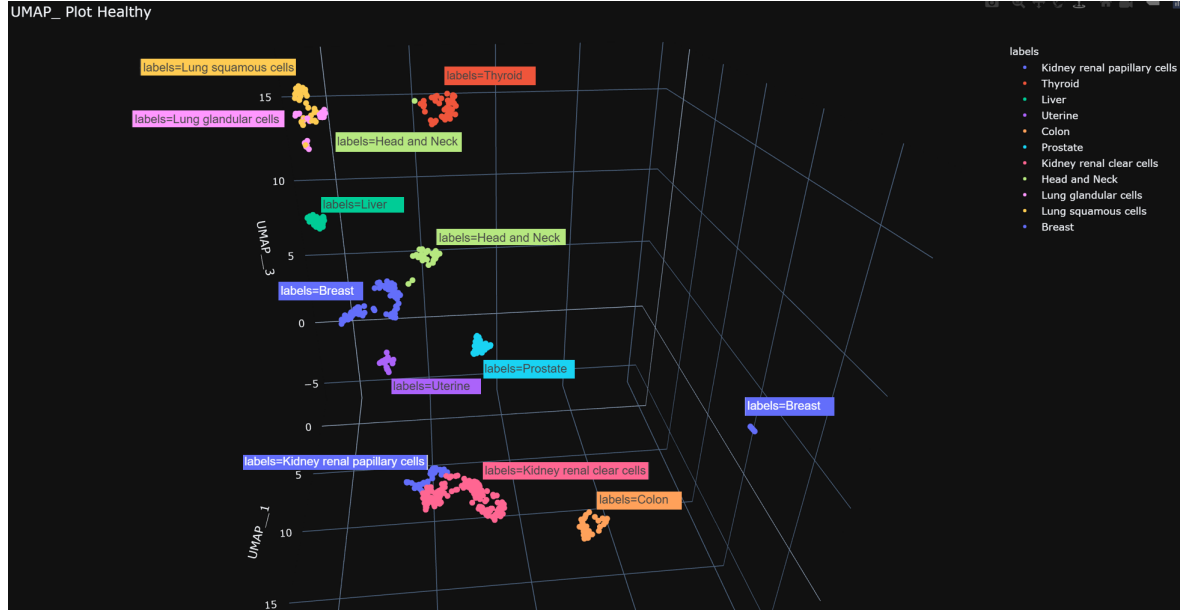 UMAP_ Plot Healthy
labels
Kidney renal papillary cells
Thyroid
Liver
Uterine
Colon
Prostate
Kidney renal clear cells
Head and Neck
Lung glandular cells
Lung squamous cells
Breast
labels=Lung squamous cells
labels=Thyroid
15
labels=Lung glandular cells
labels=Head and Neck
10
labels=Liver
UMAP__3
labels=Head and Neck
5
labels=Breast
0
labels=Prostate
−5
labels=Uterine
labels=Breast
0
labels=Kidney renal papillary cells
labels=Kidney renal clear cells
5
labels=Colon
UMAP__1
10
15